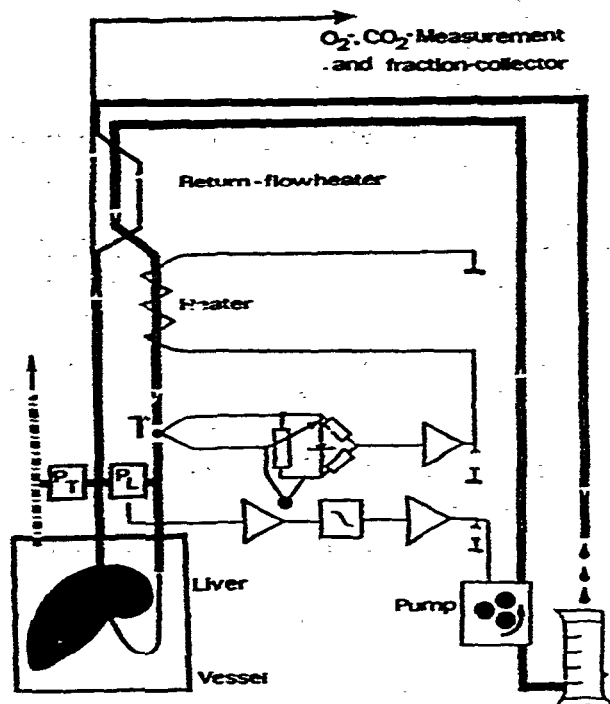 O2-, CO2-Measurement
and fraction-collector
Return-flowheater
Heater
T
PT
PL
Liver
Pump
Vessel